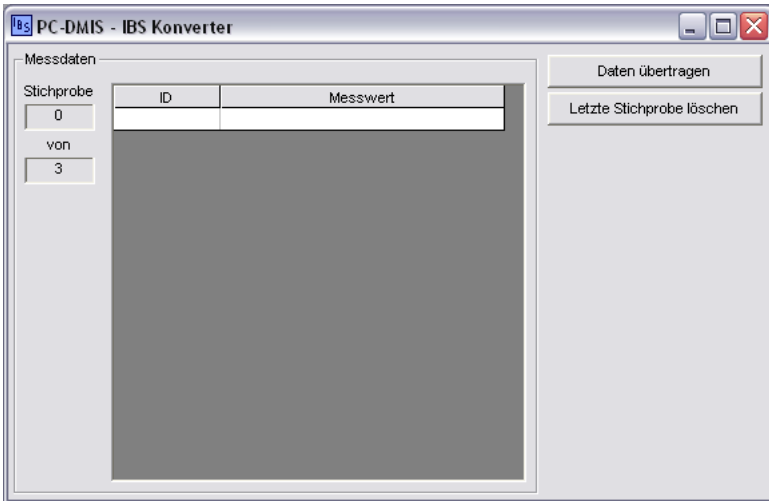 IBS PC-DMIS - IBS Konverter
Messdaten
Stichprobe
0
von
3
ID Messwert
Daten übertragen
Letzte Stichprobe löschen